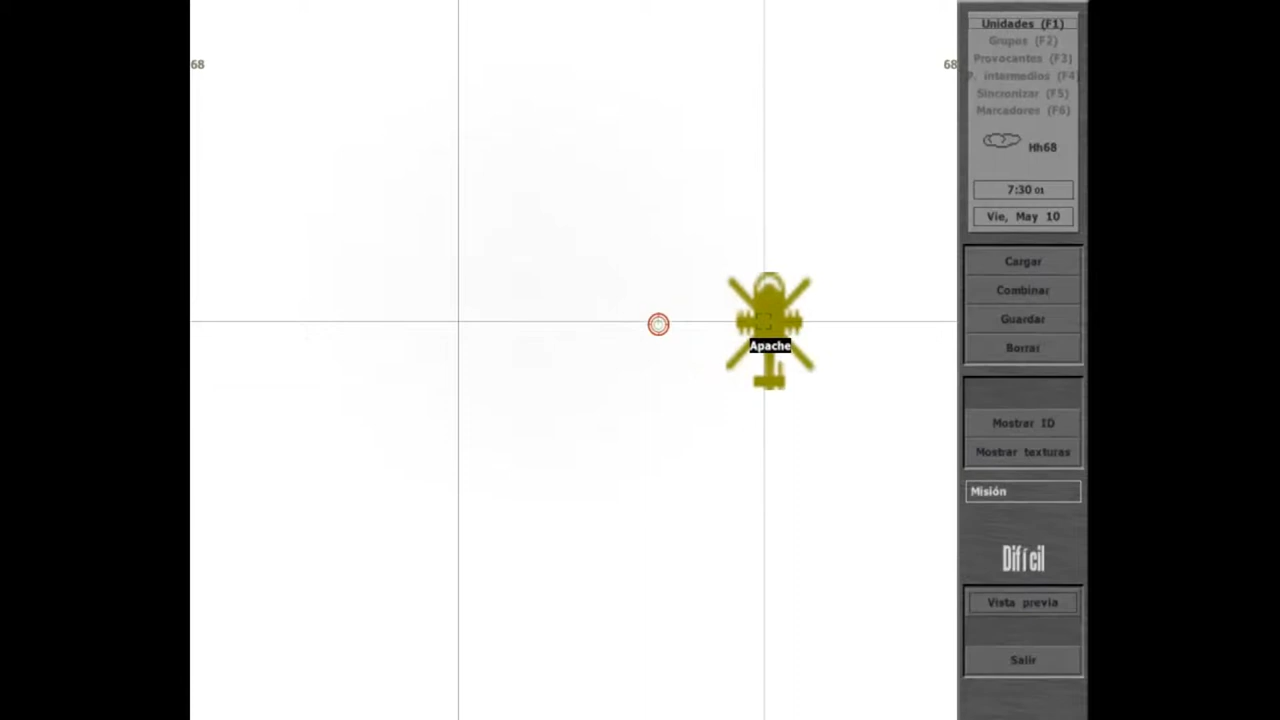 68
68
Apache
Unidades (F1)
Grupos (F2)
Provocantes (F3)
P. intermedios (F4
Sincronizar (F5)
Marcadores (F6)
Hh68
7:30 01
Vie, May 10
Cargar
Combinar
Guardar
Borrar
Mostrar ID
Mostrar texturas
Misión
Difícil
Vista previa
Salir